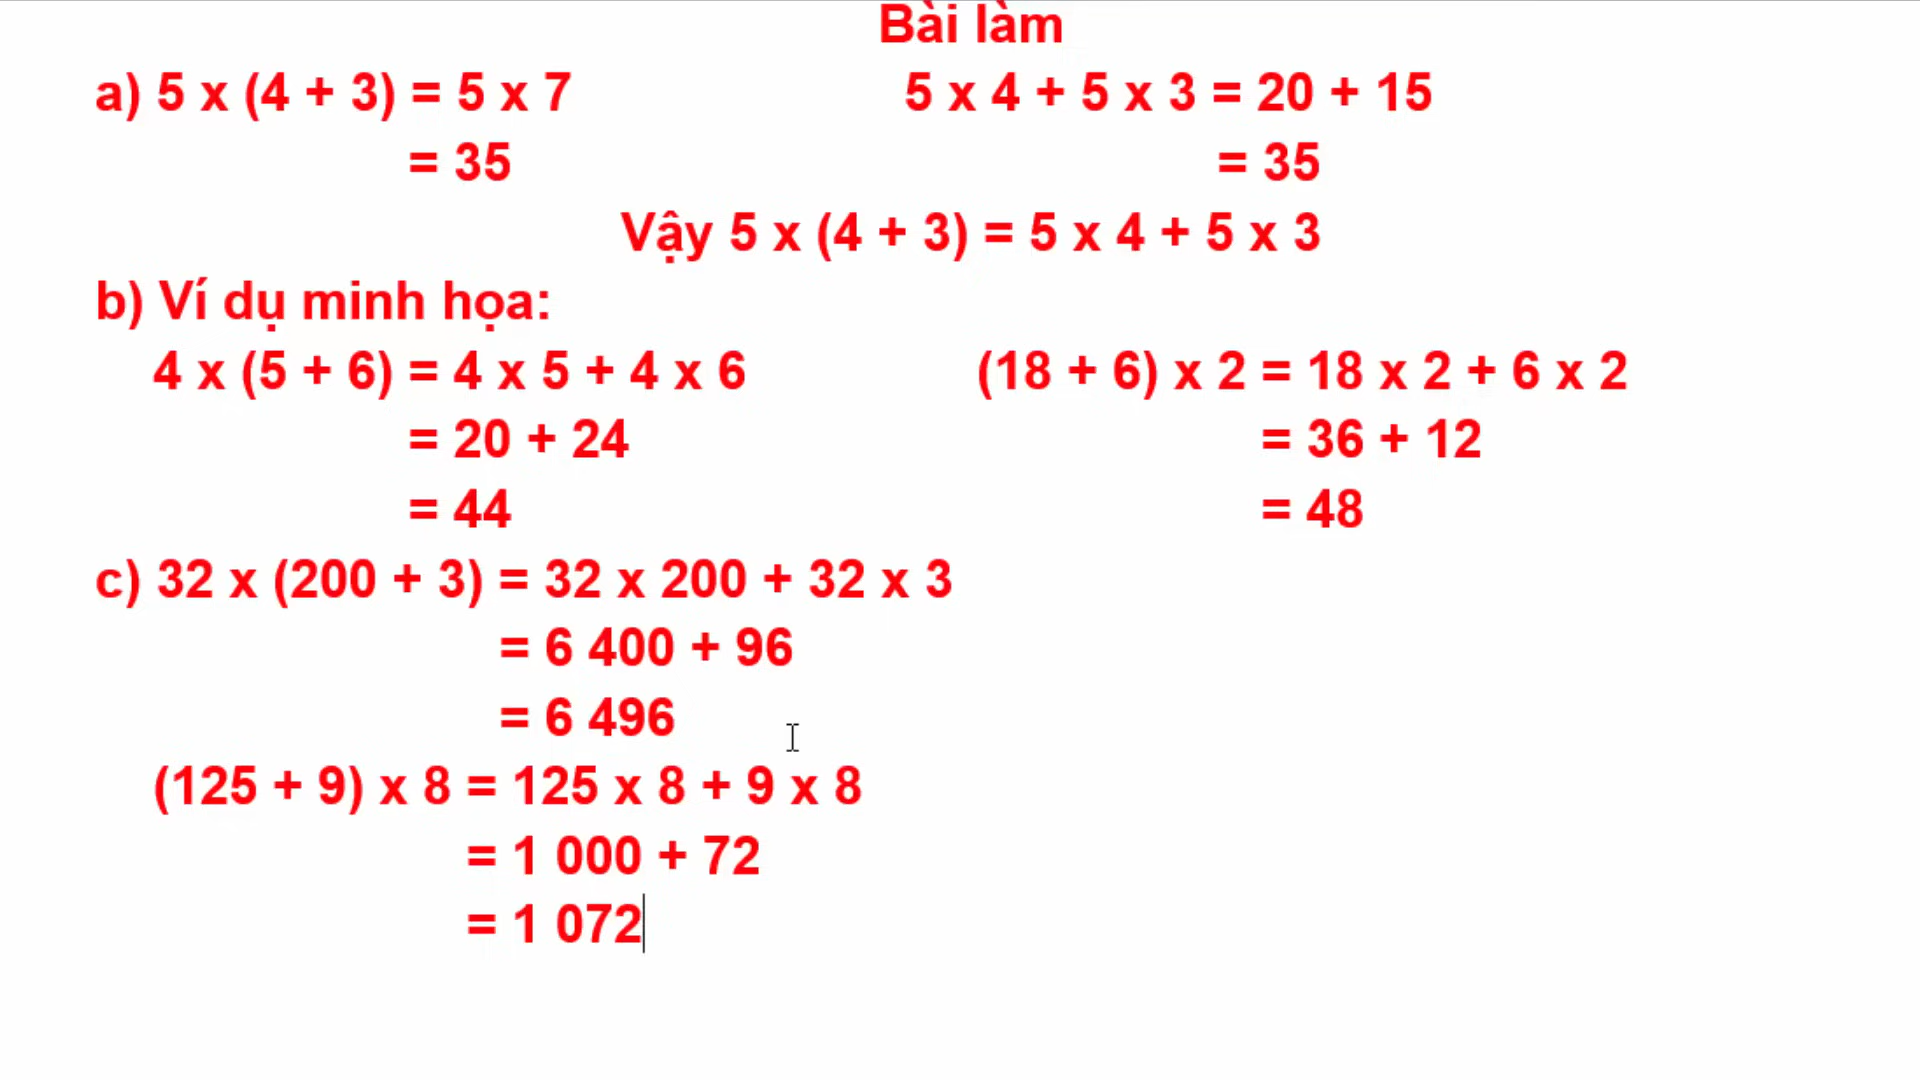 Bài làm
a) 5 x (4 + 3) = 5 x 7 5 x 4 + 5 x 3 = 20 + 15
= 35 = 35
Vậy 5 x (4 + 3) = 5 x 4 + 5 x 3
b) Ví dụ minh họa:
4 x (5 + 6) = 4 x 5 + 4 x 6 (18 + 6) x 2 = 18 x 2 + 6 x 2
= 20 + 24 = 36 + 12
= 44 = 48
c) 32 x (200 + 3) = 32 x 200 + 32 x 3
= 6 400 + 96
= 6 496
(125 + 9) x 8 = 125 x 8 + 9 x 8
= 1 000 + 72
= 1 072